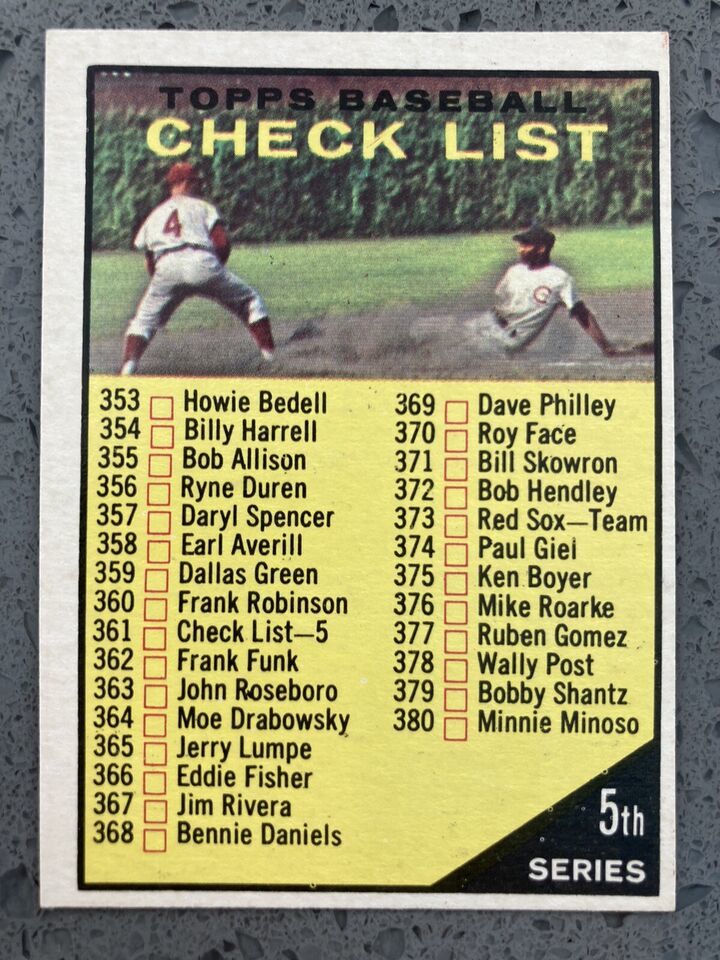 TOPPS BASEBALL
CHECK LIST
4
C
353 Howie Bedell
354 Billy Harrell
355 Bob Allison
356 Ryne Duren
357 Daryl Spencer
358 Earl Averill
359 Dallas Green
360 Frank Robinson
361 Check List—5
362 Frank Funk
363 John Roseboro
364 Moe Drabowsky
365 Jerry Lumpe
366 Eddie Fisher
367 Jim Rivera
368 Bennie Daniels
369 Dave Philley
370 Roy Face
371 Bill Skowron
372 Bob Hendley
373 Red Sox—Team
374 Paul Giel
375 Ken Boyer
376 Mike Roarke
377 Ruben Gomez
378 Wally Post
379 Bobby Shantz
380 Minnie Minoso
5th
SERIES